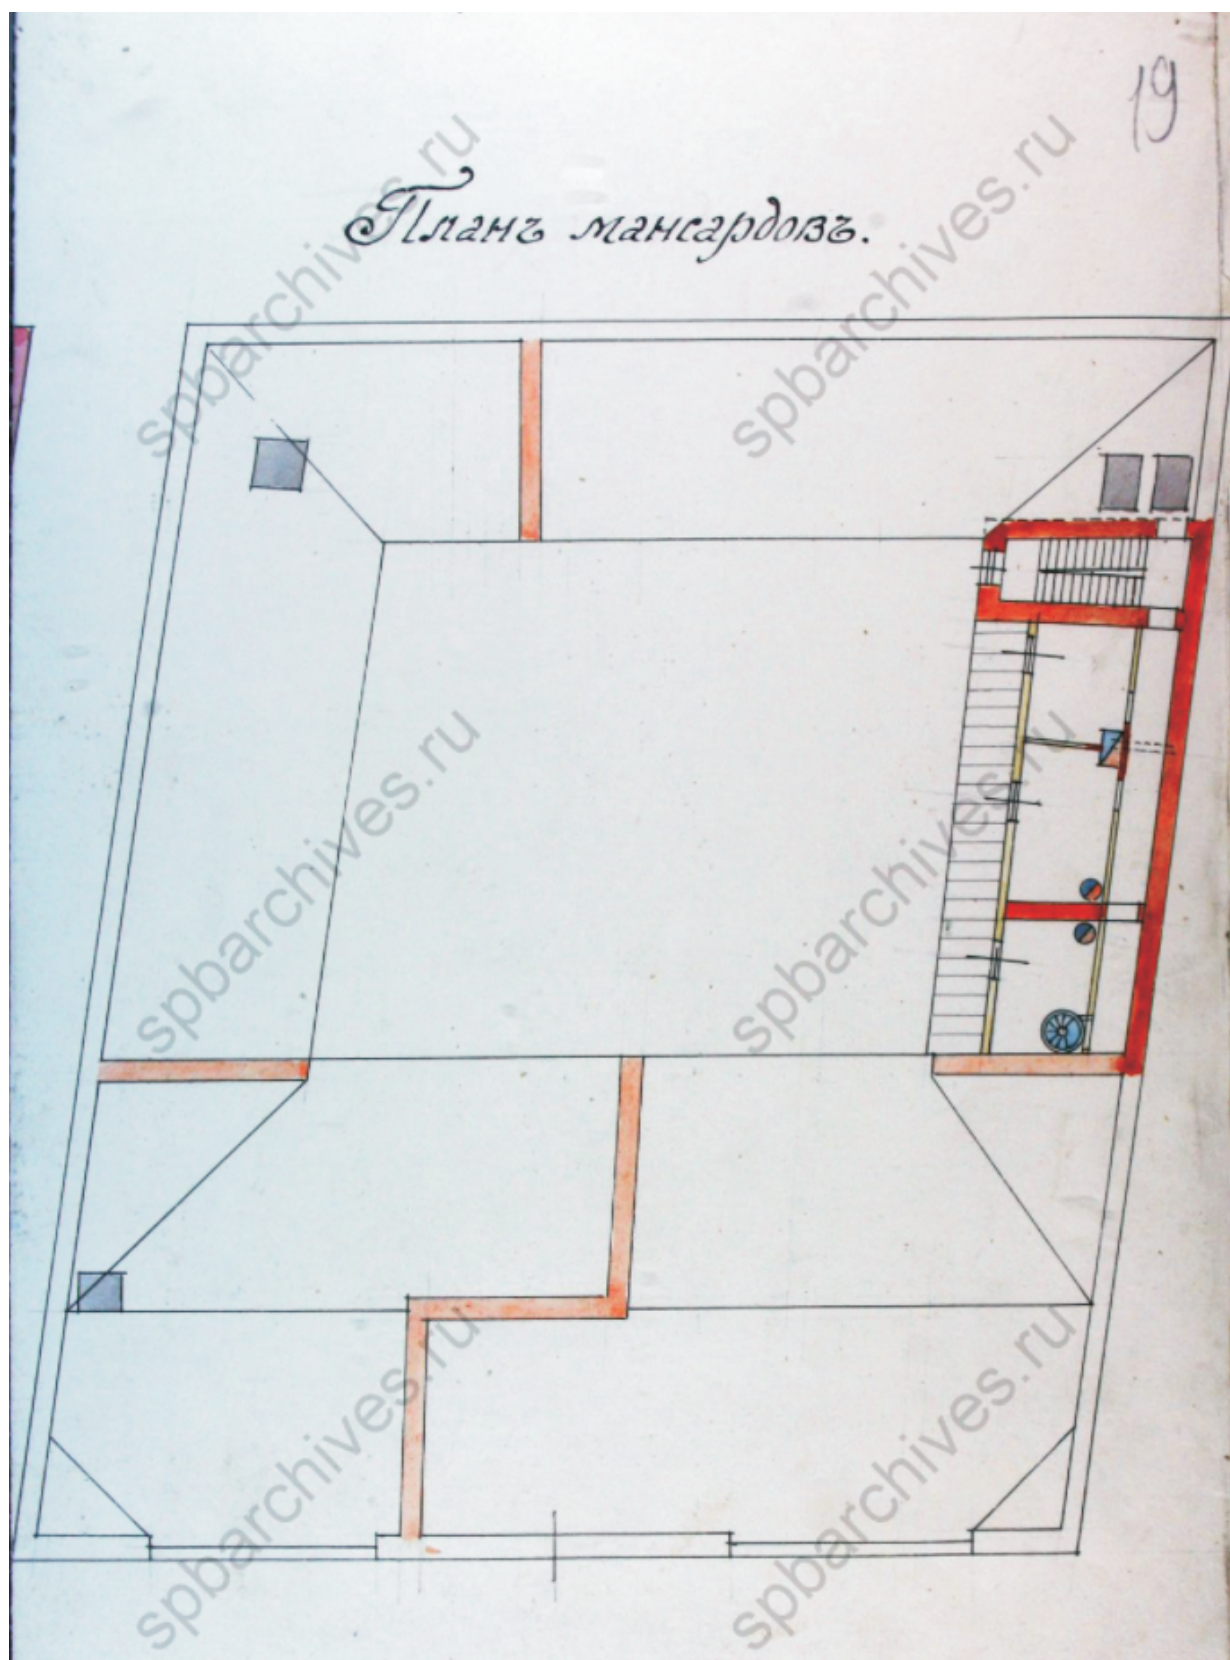 19
Планъ мансардовъ.
spbarchives.ru
spbarchives.ru
spbarchives.ru
spbarchives.ru
spbarchives.ru
spbarchives.ru